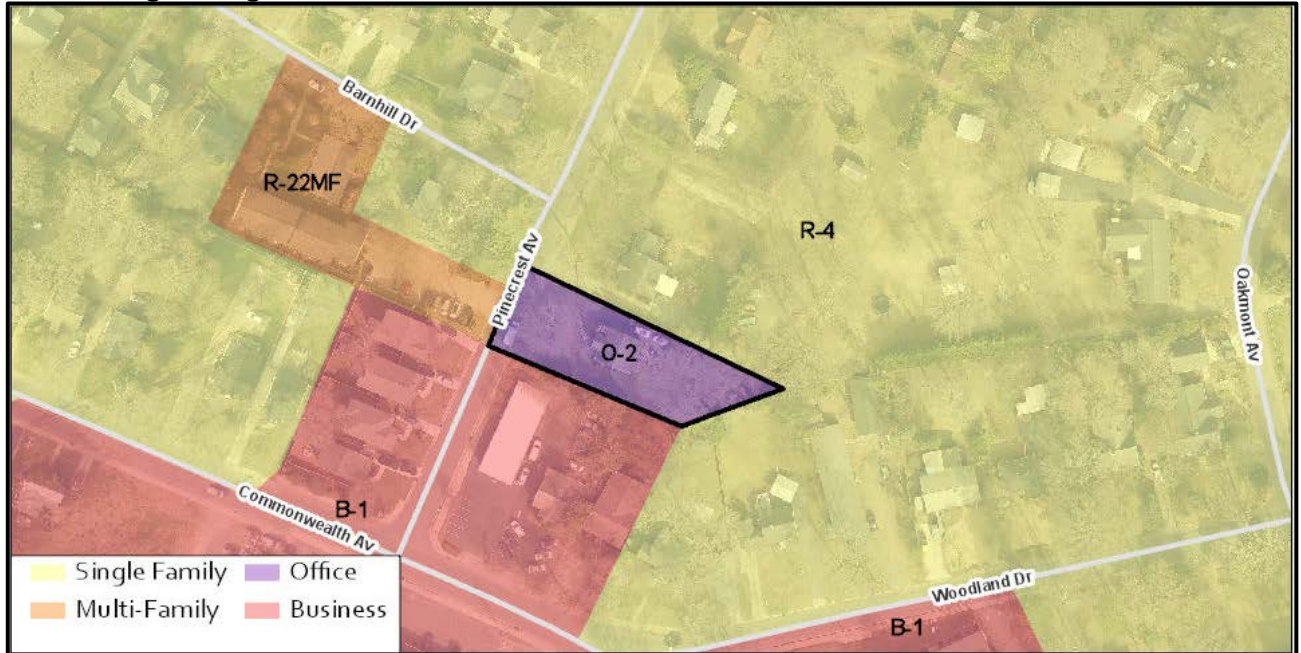 Barnhill Dr
R-22MF
R-4
Pinecrest Av
Oakmont Av
O-2
Commonwealth Av
B-1
Woodland Dr
B-1
Single Family
Office
Multi-Family
Business